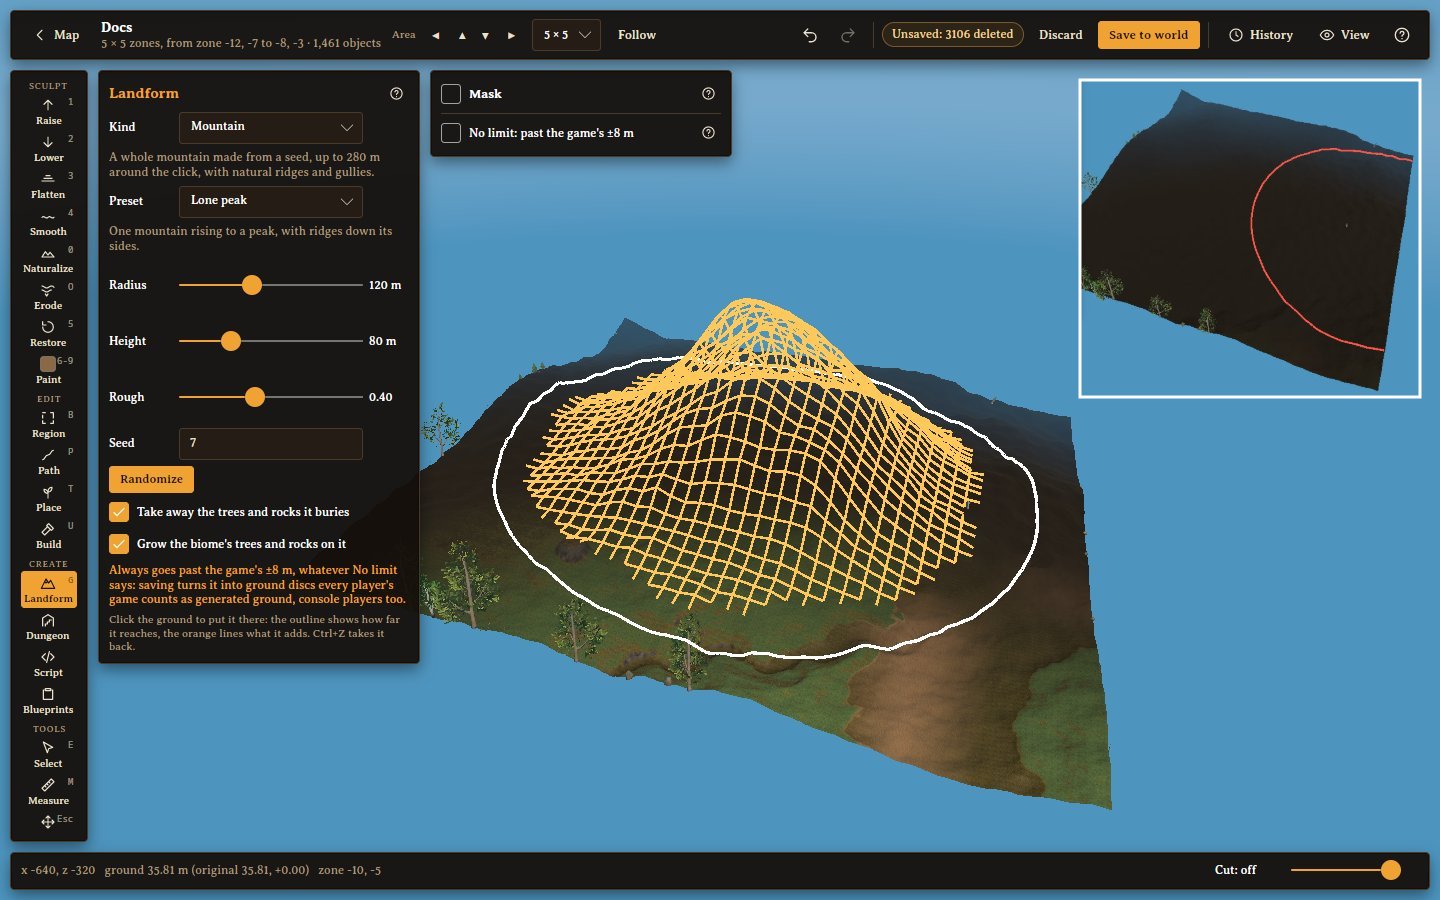 Map
Docs
5 × 5 zones, from zone -12, -7 to -8, -3 · 1,461 objects
Area
5 × 5
Follow
Unsaved: 3106 deleted
Discard
Save to world
History
View
SCULPT
1
Raise
2
Lower
3
Flatten
4
Smooth
0
Naturalize
O
Erode
5
Restore
6-9
Paint
EDIT
B
Region
P
Path
T
Place
U
Build
CREATE
G
Landform
Dungeon
Script
Blueprints
TOOLS
E
Select
M
Measure
Esc
Landform
Kind
Mountain
A whole mountain made from a seed, up to 280 m
around the click, with natural ridges and gullies.
Preset
Lone peak
One mountain rising to a peak, with ridges down its
sides.
Radius
120 m
Height
80 m
Rough
0.40
Seed
7
Randomize
Take away the trees and rocks it buries
Grow the biome's trees and rocks on it
Always goes past the game's ±8 m, whatever No limit
says: saving turns it into ground discs every player's
game counts as generated ground, console players too.
Click the ground to put it there: the outline shows how far
it reaches, the orange lines what it adds. Ctrl+Z takes it
back.
Mask
No limit: past the game's ±8 m
x -640, z -320 ground 35.81 m (original 35.81, +0.00) zone -10, -5
Cut: off